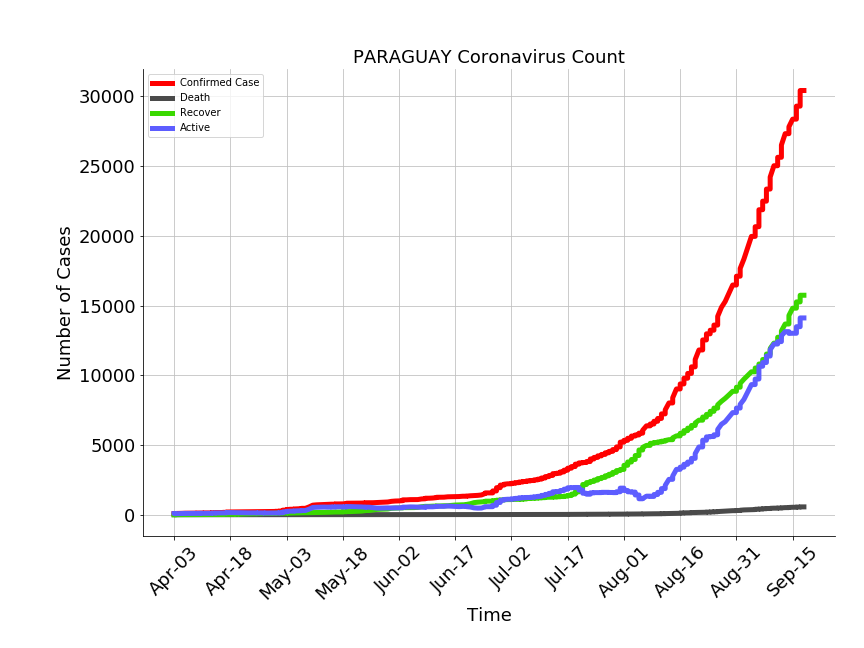 PARAGUAY Coronavirus Count
Confirmed Case
Death
Recover
Active
Number of Cases
30000
25000
20000
15000
10000
5000
0
Apr-03
Apr-18
May-03
May-18
Jun-02
Jun-17
Jul-02
Jul-17
Aug-01
Aug-16
Aug-31
Sep-15
Time